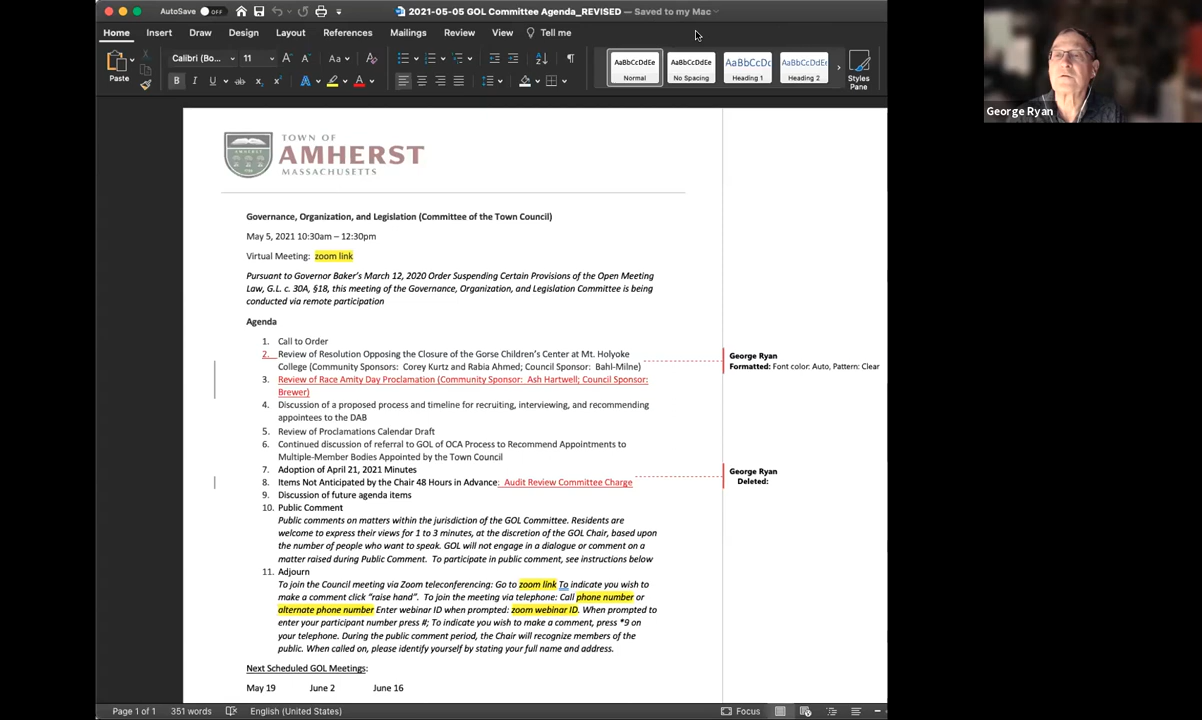 AutoSave OFF 2021-05-05 GOL Committee Agenda_REVISED — Saved to my Mac
Home Insert Draw Design Layout References Mailings Review View Tell me
Paste Calibri (Bo... 11 Aa
AaBbCcDdEe AaBbCcDdEe AaBbCcDc AaBbCcDdEe
Normal No Spacing Heading 1 Heading 2 Styles Pane
George Ryan
TOWN OF
AMHERST
MASSACHUSETTS
Governance, Organization, and Legislation (Committee of the Town Council)
May 5, 2021 10:30am – 12:30pm
Virtual Meeting: zoom link
Pursuant to Governor Baker's March 12, 2020 Order Suspending Certain Provisions of the Open Meeting
Law, G.L. c. 30A, §18, this meeting of the Governance, Organization, and Legislation Committee is being
conducted via remote participation
Agenda
1. Call to Order
2. Review of Resolution Opposing the Closure of the Gorse Children's Center at Mt. Holyoke
College (Community Sponsors: Corey Kurtz and Rabia Ahmed; Council Sponsor: Bahl-Milne)
3. Review of Race Amity Day Proclamation (Community Sponsor: Ash Hartwell; Council Sponsor:
Brewer)
4. Discussion of a proposed process and timeline for recruiting, interviewing, and recommending
appointees to the DAB
5. Review of Proclamations Calendar Draft
6. Continued discussion of referral to GOL of OCA Process to Recommend Appointments to
Multiple-Member Bodies Appointed by the Town Council
7. Adoption of April 21, 2021 Minutes
8. Items Not Anticipated by the Chair 48 Hours in Advance: Audit Review Committee Charge
9. Discussion of future agenda items
10. Public Comment
Public comments on matters within the jurisdiction of the GOL Committee. Residents are
welcome to express their views for 1 to 3 minutes, at the discretion of the GOL Chair, based upon
the number of people who want to speak. GOL will not engage in a dialogue or comment on a
matter raised during Public Comment. To participate in public comment, see instructions below
11. Adjourn
To join the Council meeting via Zoom teleconferencing: Go to zoom link To indicate you wish to
make a comment click "raise hand". To join the meeting via telephone: Call phone number or
alternate phone number Enter webinar ID when prompted: zoom webinar ID. When prompted to
enter your participant number press #; To indicate you wish to make a comment, press *9 on
your telephone. During the public comment period, the Chair will recognize members of the
public. When called on, please identify yourself by stating your full name and address.
Next Scheduled GOL Meetings:
May 19 June 2 June 16
George Ryan
Formatted: Font color: Auto, Pattern: Clear
George Ryan
Deleted:
Page 1 of 1 351 words English (United States) Focus